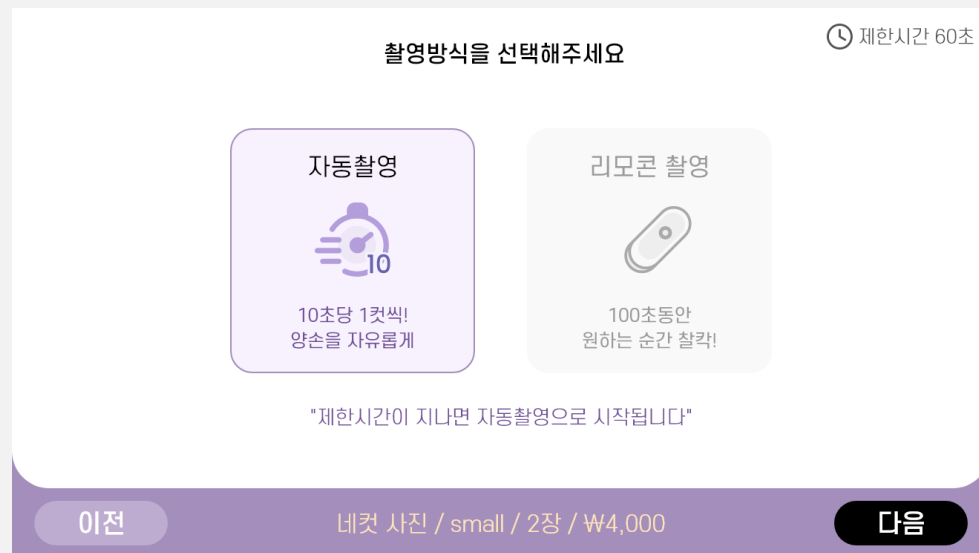 제한시간 60초
촬영방식을 선택해주세요
자동촬영
10
10초당 1컷씩!
양손을 자유롭게
리모콘 촬영
100초동안
원하는 순간 찰칵!
"제한시간이 지나면 자동촬영으로 시작됩니다"
이전
네컷 사진 / small / 2장 / ₩4,000
다음